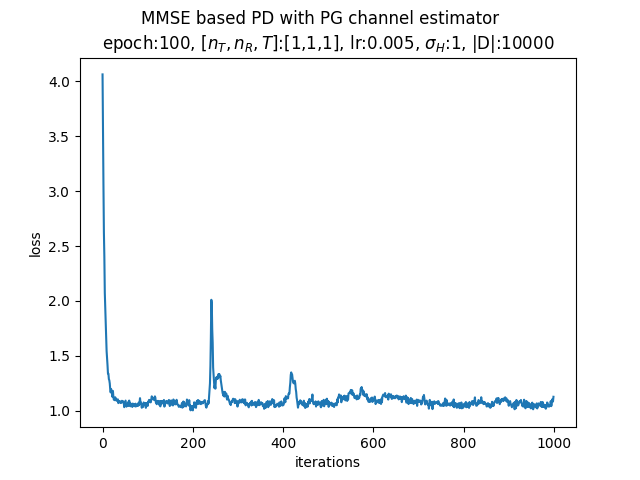 MMSE based PD with PG channel estimator
epoch:100, [n_T, n_R, T]:[1,1,1], lr:0.005, σ_H:1, |D|:10000
4.0
3.5
3.0
2.5
2.0
1.5
1.0
loss
0 200 400 600 800 1000
iterations